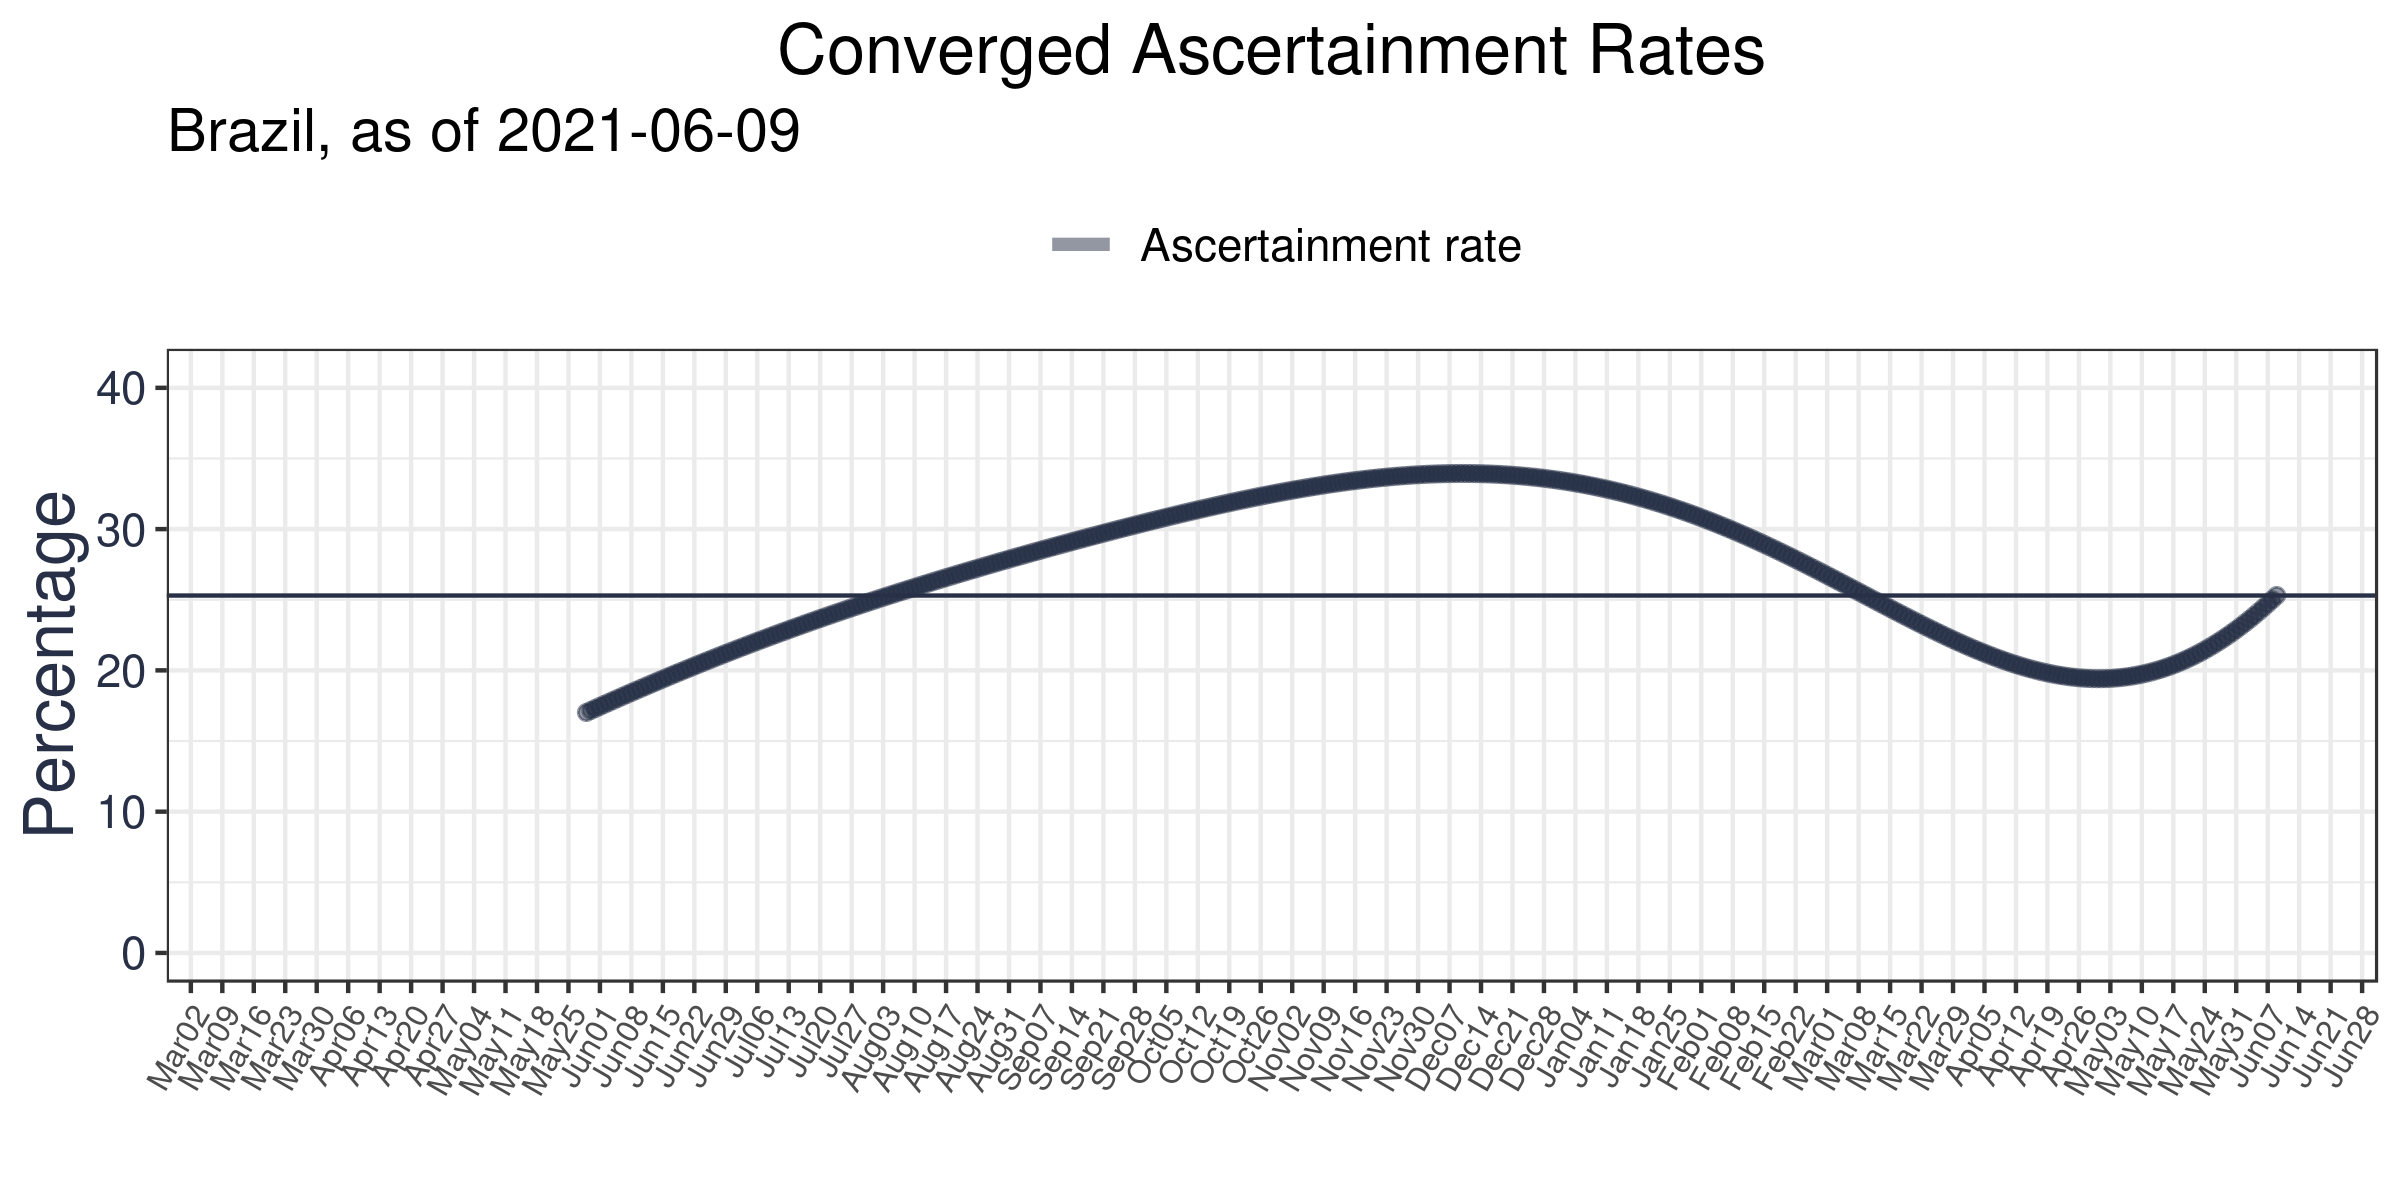 Converged Ascertainment Rates
Brazil, as of 2021-06-09
Ascertainment rate
Percentage
40
30
20
10
0
Mar02 Mar09 Mar16 Mar23 Mar30 Apr06 Apr13 Apr20 Apr27 May04 May11 May18 May25 Jun01 Jun08 Jun15 Jun22 Jun29 Jul06 Jul13 Jul20 Jul27 Aug03 Aug10 Aug17 Aug24 Aug31 Sep07 Sep14 Sep21 Sep28 Oct05 Oct12 Oct19 Oct26 Nov02 Nov09 Nov16 Nov23 Nov30 Dec07 Dec14 Dec21 Dec28 Jan04 Jan11 Jan18 Jan25 Feb01 Feb08 Feb15 Feb22 Mar01 Mar08 Mar15 Mar22 Mar29 Apr05 Apr12 Apr19 Apr26 May03 May10 May17 May24 May31 Jun07 Jun14 Jun21 Jun28